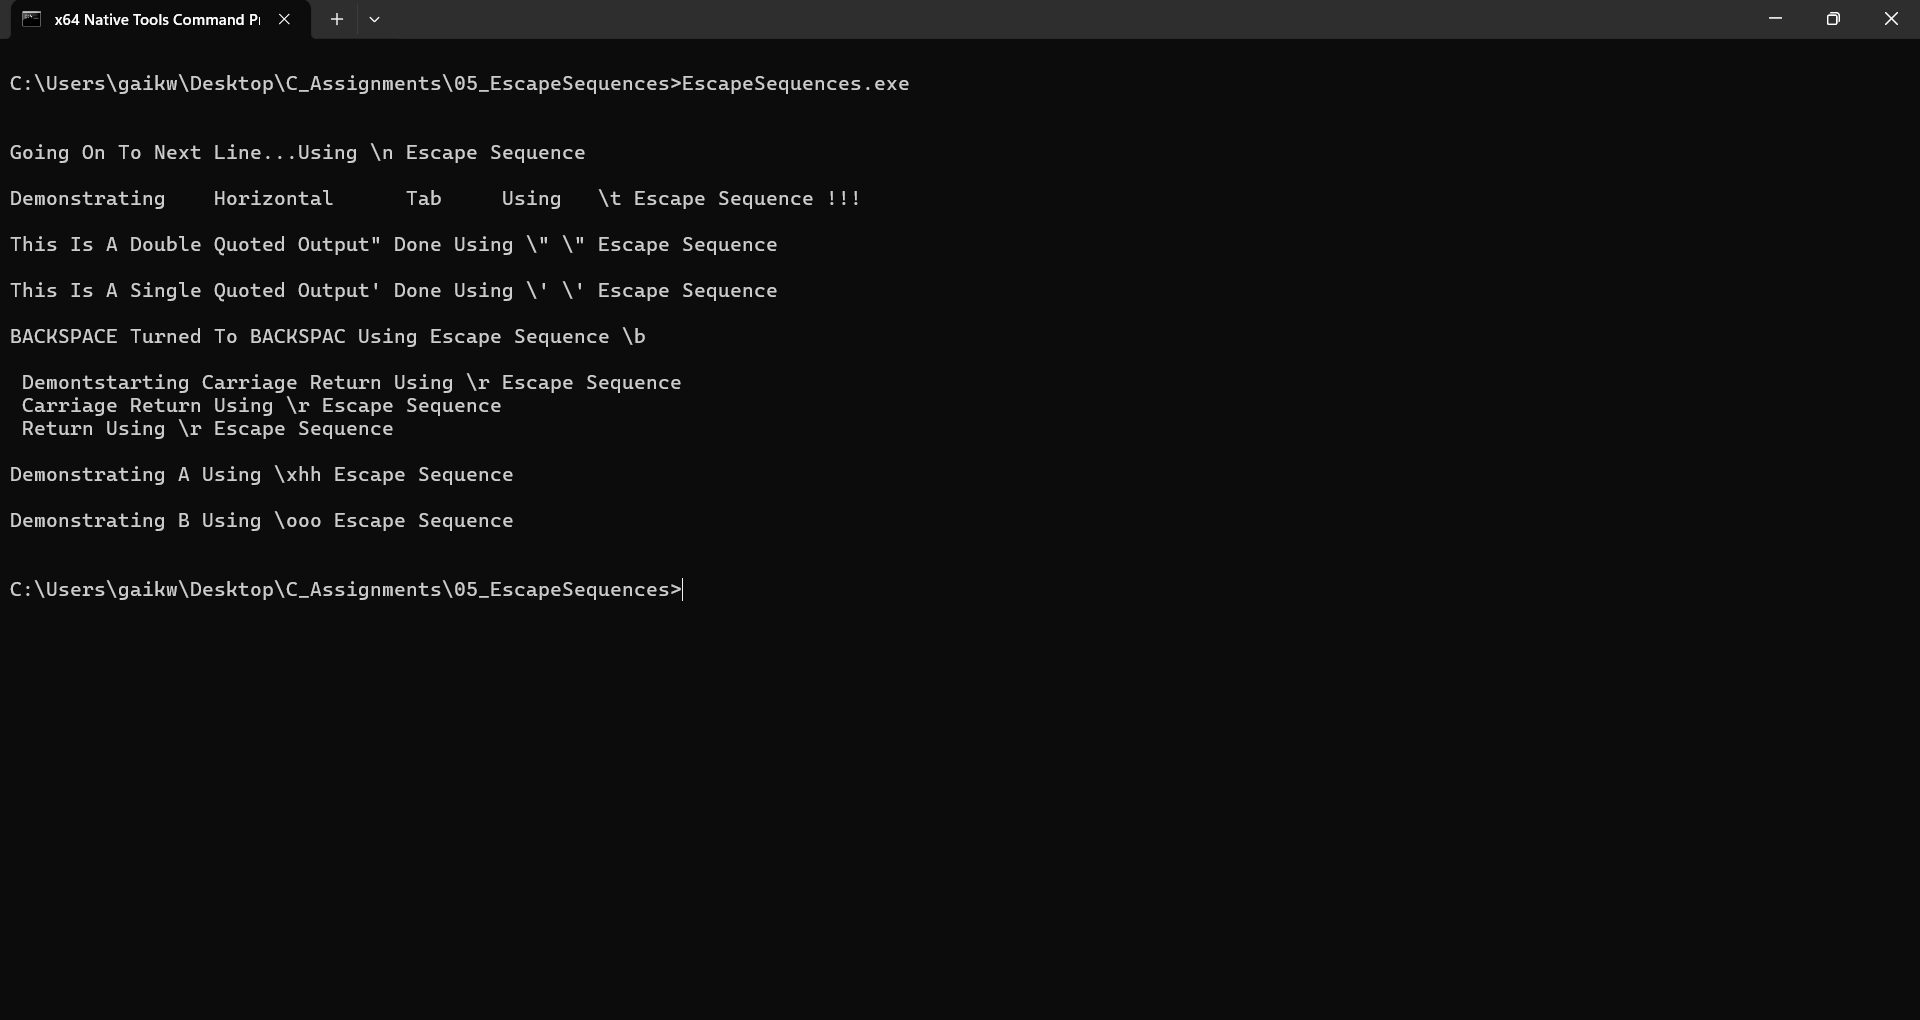 x64 Native Tools Command P
C:\Users\gaikw\Desktop\C_Assignments\05_EscapeSequences>EscapeSequences.exe
Going On To Next Line...Using \n Escape Sequence
Demonstrating    Horizontal      Tab     Using   \t Escape Sequence !!!
This Is A Double Quoted Output" Done Using \" \" Escape Sequence
This Is A Single Quoted Output' Done Using \' \' Escape Sequence
BACKSPACE Turned To BACKSPAC Using Escape Sequence \b
 Demontstarting Carriage Return Using \r Escape Sequence
 Carriage Return Using \r Escape Sequence
 Return Using \r Escape Sequence
Demonstrating A Using \xhh Escape Sequence
Demonstrating B Using \ooo Escape Sequence
C:\Users\gaikw\Desktop\C_Assignments\05_EscapeSequences>